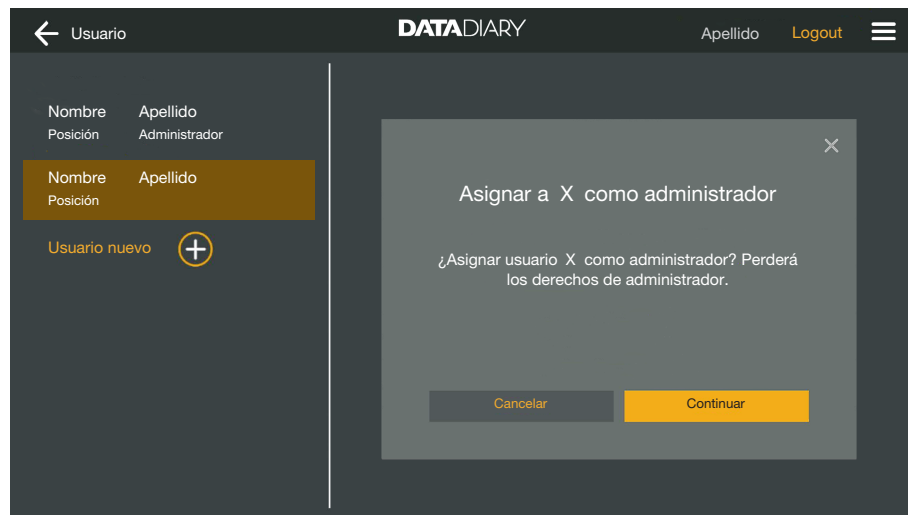 Usuario
DATADIARY
Apellido Logout
Nombre Apellido
Posición Administrador
Nombre Apellido
Posición
Usuario nuevo
Asignar a X como administrador
¿Asignar usuario X como administrador? Perderá
los derechos de administrador.
Cancelar Continuar